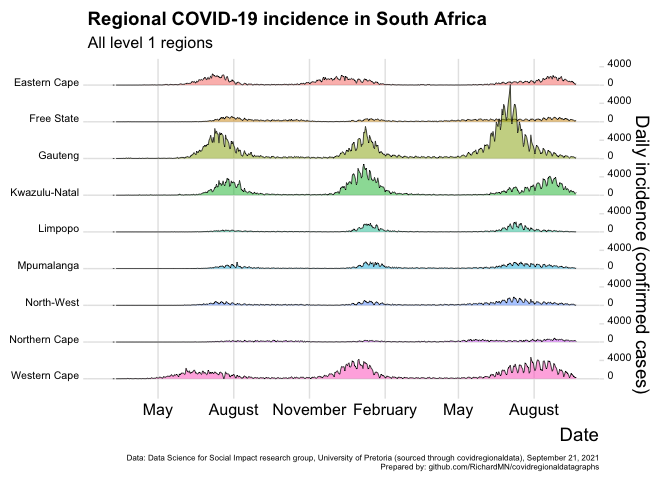 Regional COVID-19 incidence in South Africa
All level 1 regions
Eastern Cape
4000
0
Free State
4000
0
Gauteng
4000
0
Kwazulu-Natal
4000
0
Limpopo
4000
0
Mpumalanga
4000
0
North-West
4000
0
Northern Cape
4000
0
Western Cape
4000
0
Daily incidence (confirmed cases)
May August November February May August
Date
Data: Data Science for Social Impact research group, University of Pretoria (sourced through covidregionaldata), September 21, 2021
Prepared by: github.com/RichardMN/covidregionaldatagraphs